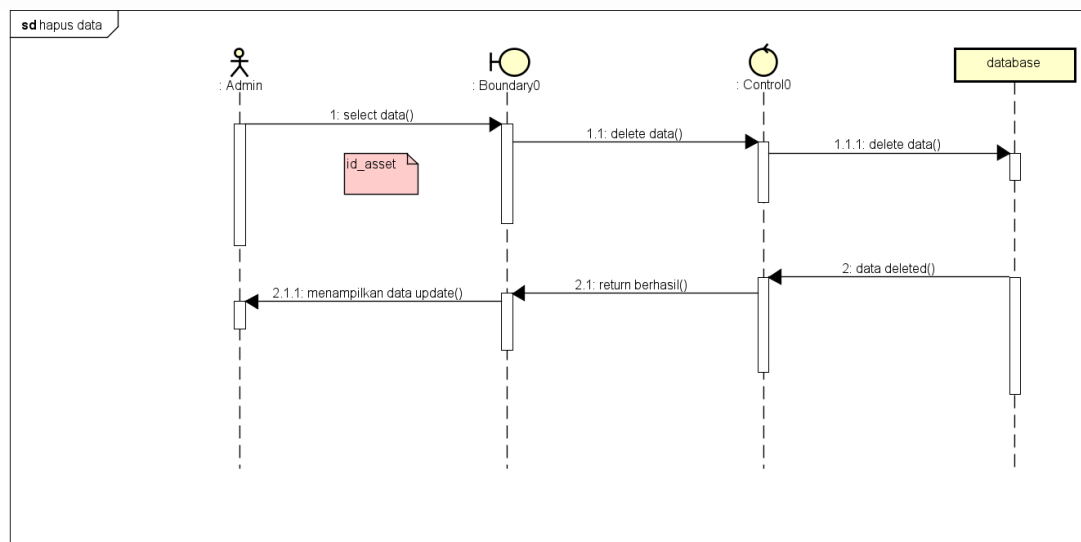 sd hapus data
: Admin
: Boundary0
: Control0
database
1: select data()
1.1: delete data()
1.1.1: delete data()
id_asset
2: data deleted()
2.1: return berhasil()
2.1.1: menampilkan data update()